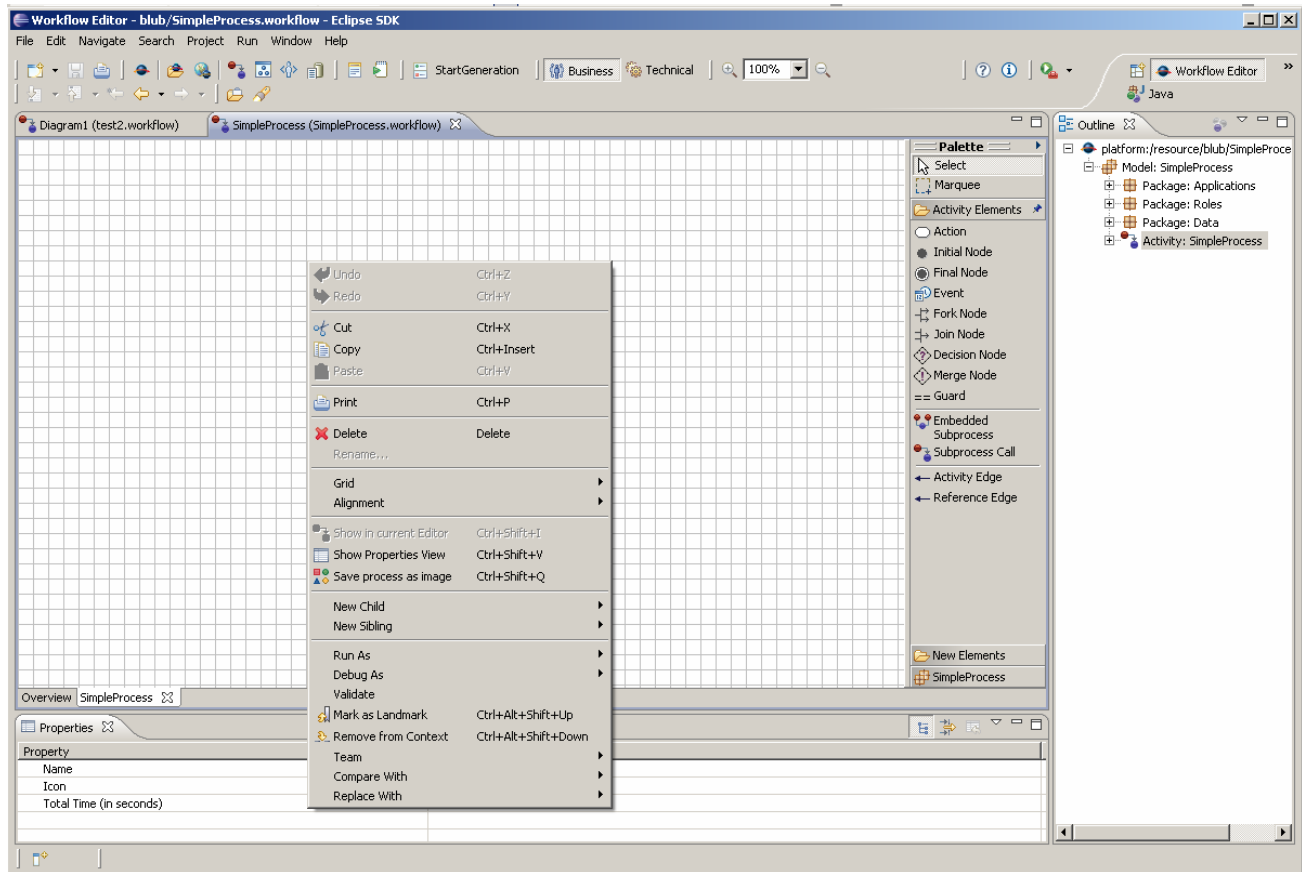 Workflow Editor - blub/SimpleProcess.workflow - Eclipse SDK
File Edit Navigate Search Project Run Window Help
StartGeneration Business Technical 100% Workflow Editor »
Java
Diagram1 (test2.workflow) SimpleProcess (SimpleProcess.workflow) Outline
Palette
Select
Marquee
Activity Elements
Action
Initial Node
Final Node
Event
Fork Node
Join Node
Decision Node
Merge Node
== Guard
Embedded
Subprocess
Subprocess Call
Activity Edge
Reference Edge
New Elements
SimpleProcess
platform:/resource/blub/SimpleProce
Model: SimpleProcess
Package: Applications
Package: Roles
Package: Data
Activity: SimpleProcess
Undo Ctrl+Z
Redo Ctrl+Y
Cut Ctrl+X
Copy Ctrl+Insert
Paste Ctrl+V
Print Ctrl+P
Delete Delete
Rename...
Grid
Alignment
Show in current Editor Ctrl+Shift+I
Show Properties View Ctrl+Shift+V
Save process as image Ctrl+Shift+Q
New Child
New Sibling
Run As
Debug As
Validate
Mark as Landmark Ctrl+Alt+Shift+Up
Remove from Context Ctrl+Alt+Shift+Down
Team
Compare With
Replace With
Overview SimpleProcess
Properties
Property
Name
Icon
Total Time (in seconds)